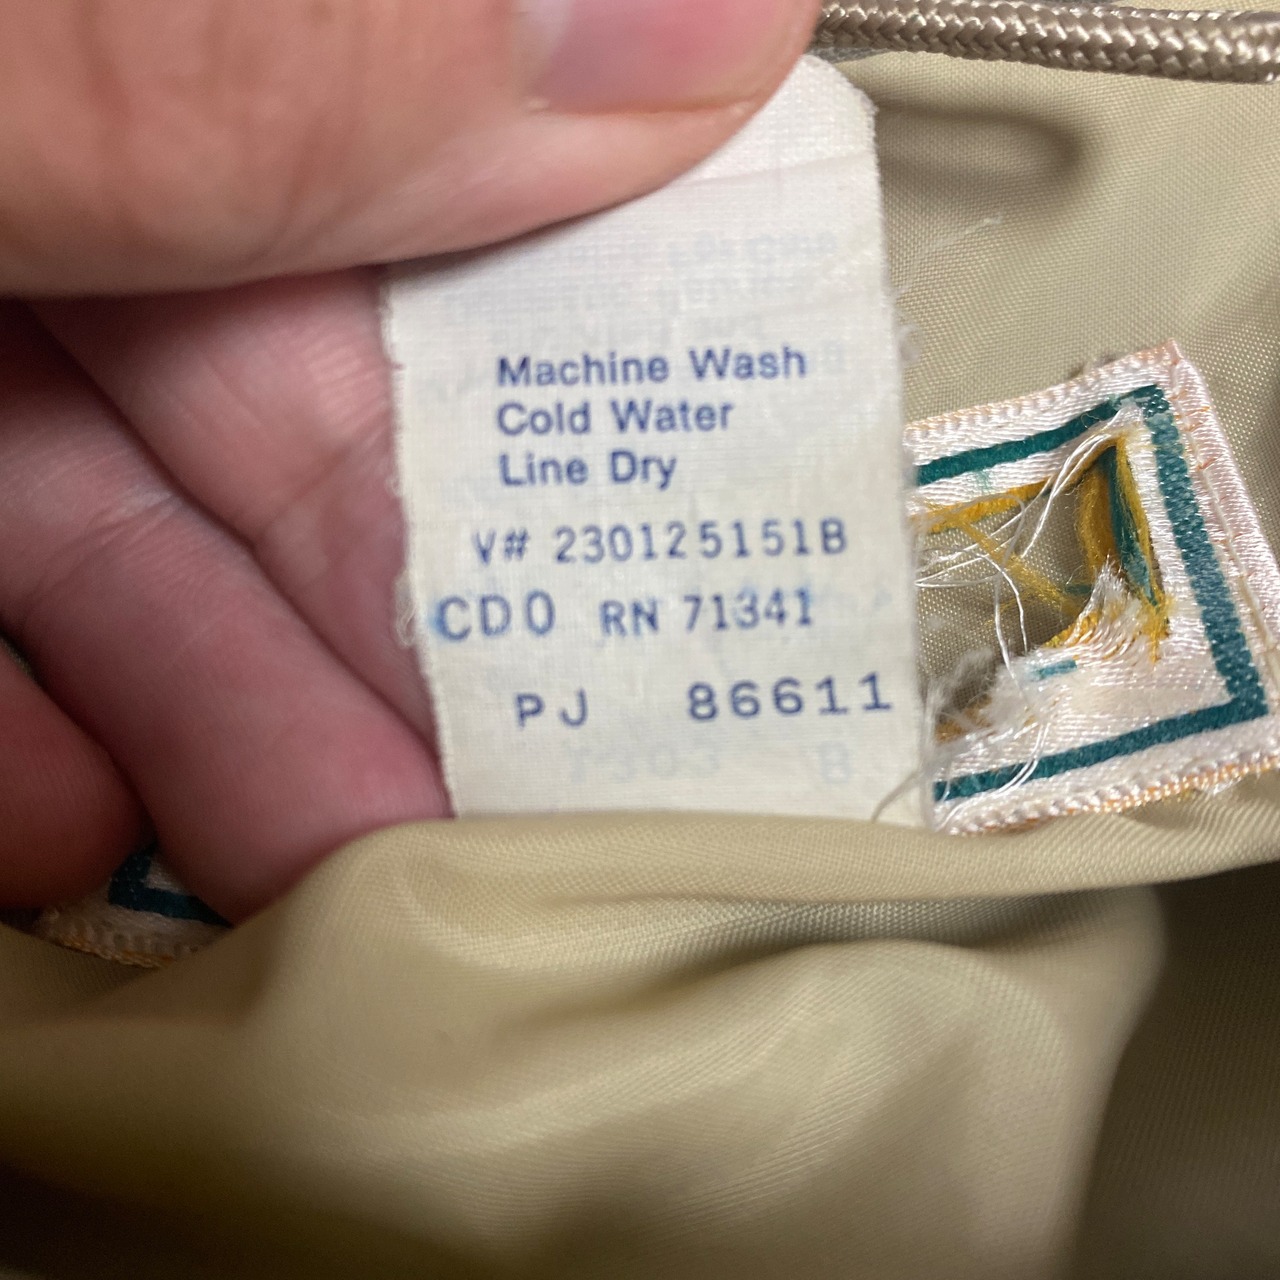 Machine Wash
Cold Water
Line Dry
V# 230125151B
CD0 RN 71341
PJ 86611